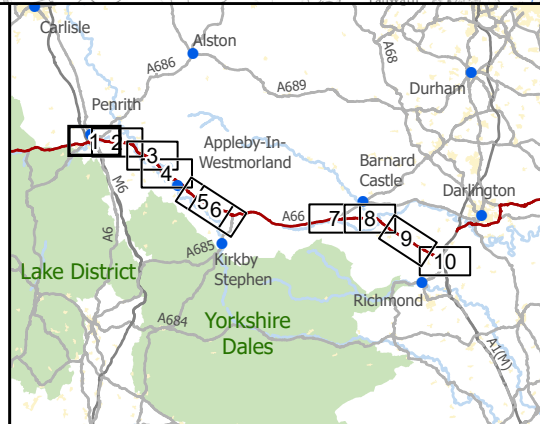 Carlisle
Alston
A686
A68
A689
Durham
Penrith
1
2
3
4
5
6
Appleby-In-
Westmorland
Barnard
Castle
Darlington
M6
A6
A66
7
8
9
10
A685
Kirkby
Stephen
Lake District
Richmond
A684
Yorkshire
Dales
A1(M)